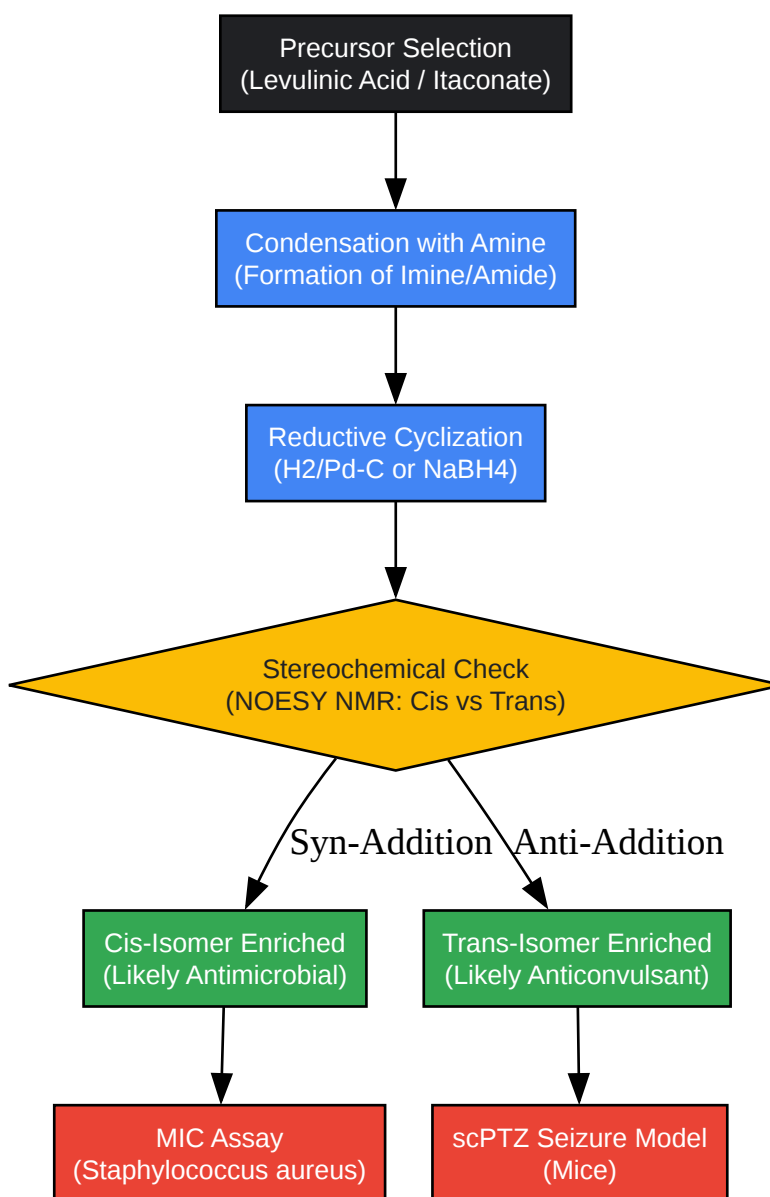 Precursor Selection
(Levulinic Acid / Itaconate)
Condensation with Amine
(Formation of Imine/Amide)
Reductive Cyclization
(H2/Pd-C or NaBH4)
Stereochemical Check
(NOESY NMR: Cis vs Trans)
Syn-Addition
Anti-Addition
Cis-Isomer Enriched
(Likely Antimicrobial)
Trans-Isomer Enriched
(Likely Anticonvulsant)
MIC Assay
(Staphylococcus aureus)
scPTZ Seizure Model
(Mice)